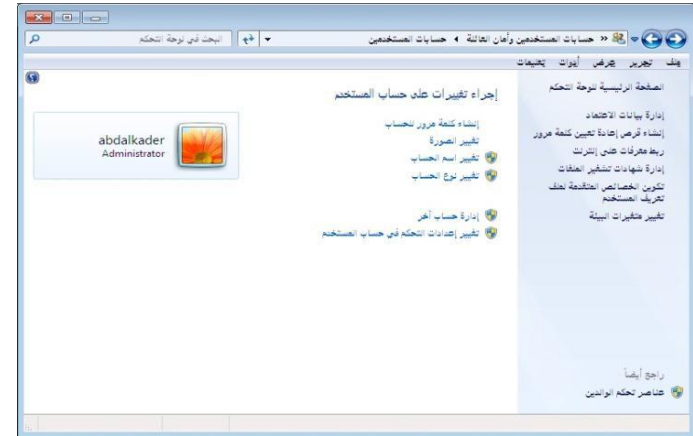 « حسابات المستخدمين وأمان العائلة ◄ حسابات المستخدمين
البحث في لوحة التحكم
ملف تحرير عرض أدوات تعليمات
الصفحة الرئيسية للوحة التحكم
إدارة بيانات الاعتماد
إنشاء قرص إعادة تعيين كلمة مرور
ربط معرفات على إنترنت
إدارة شهادات تشفير الملفات
تكوين الخصائص المتقدمة لملف
تعريف المستخدم
تغيير متغيرات البيئة
راجع أيضاً
عناصر تحكم الوالدين
إجراء تغييرات على حساب المستخدم
إنشاء كلمة مرور للحساب
تغيير الصورة
تغيير اسم الحساب
تغيير نوع الحساب
إدارة حساب آخر
تغيير إعدادات التحكم في حساب المستخدم
abdalkader
Administrator